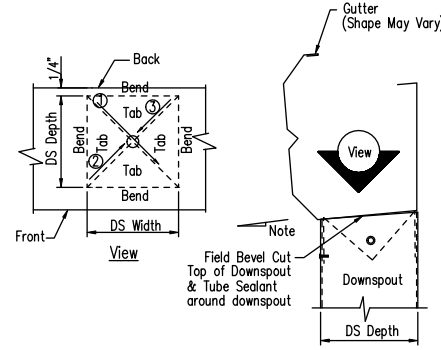 Gutter
(Shape May Vary)
Back
1/4"
Bend
1
3
Tab
DS Depth
Bend
Tab
Tab
Bend
View
2
Tab
Bend
DS Width
Note
Front
View
Field Bevel Cut
Top of Downspout
& Tube Sealant
around downspout
Downspout
DS Depth